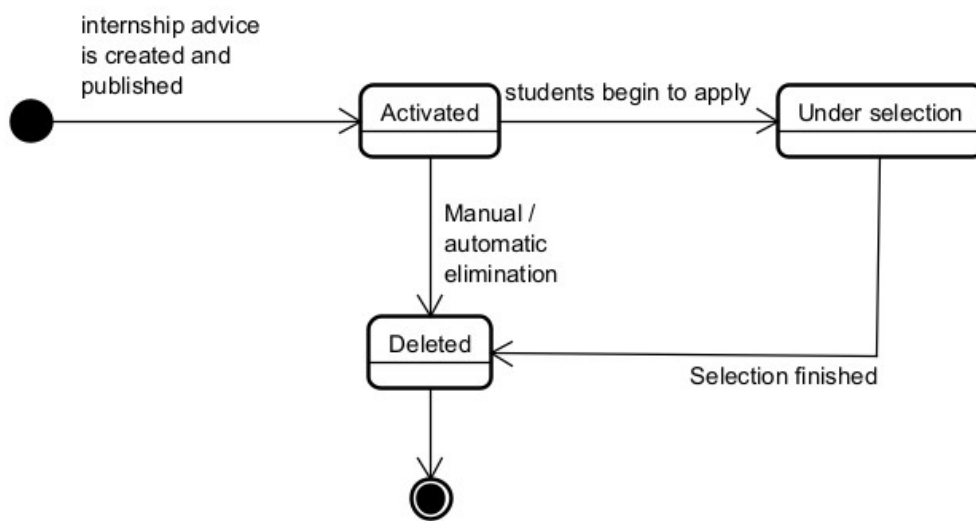 internship advice
is created and
published
Activated
students begin to apply
Under selection
Manual /
automatic
elimination
Deleted
Selection finished